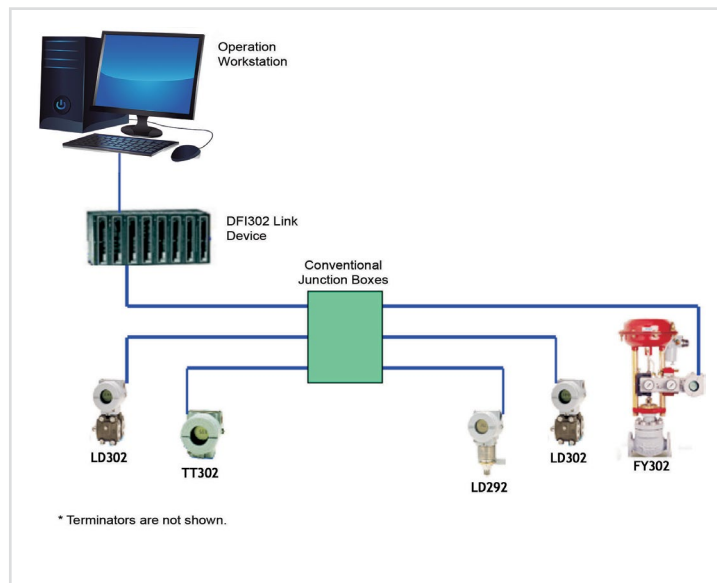 Operation
Workstation
DFI302 Link
Device
Conventional
Junction Boxes
LD302
TT302
LD292
LD302
FY302
* Terminators are not shown.